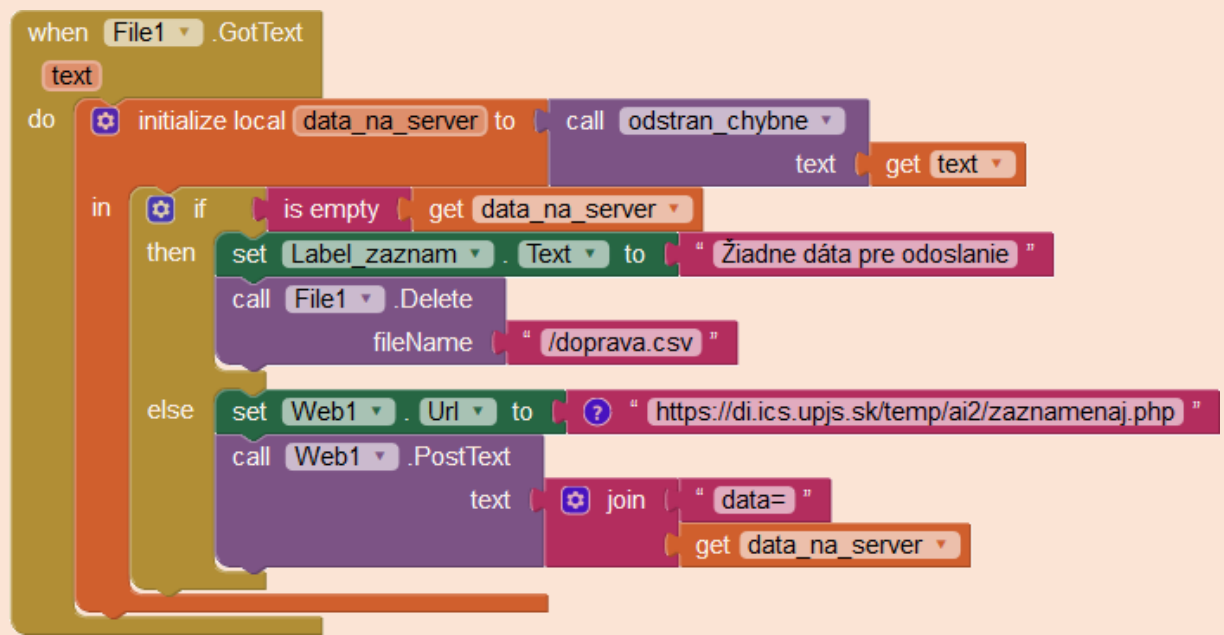 when File1 .GotText
text
do initialize local data_na_server to call odstran_chybne
text get text
in if is empty get data_na_server
then set Label_zaznam . Text to " Žiadne dáta pre odoslanie "
call File1 .Delete
fileName " /doprava.csv "
else set Web1 . Url to ? " https://di.ics.upjs.sk/temp/ai2/zaznamenaj.php "
call Web1 .PostText
text join " data= "
get data_na_server